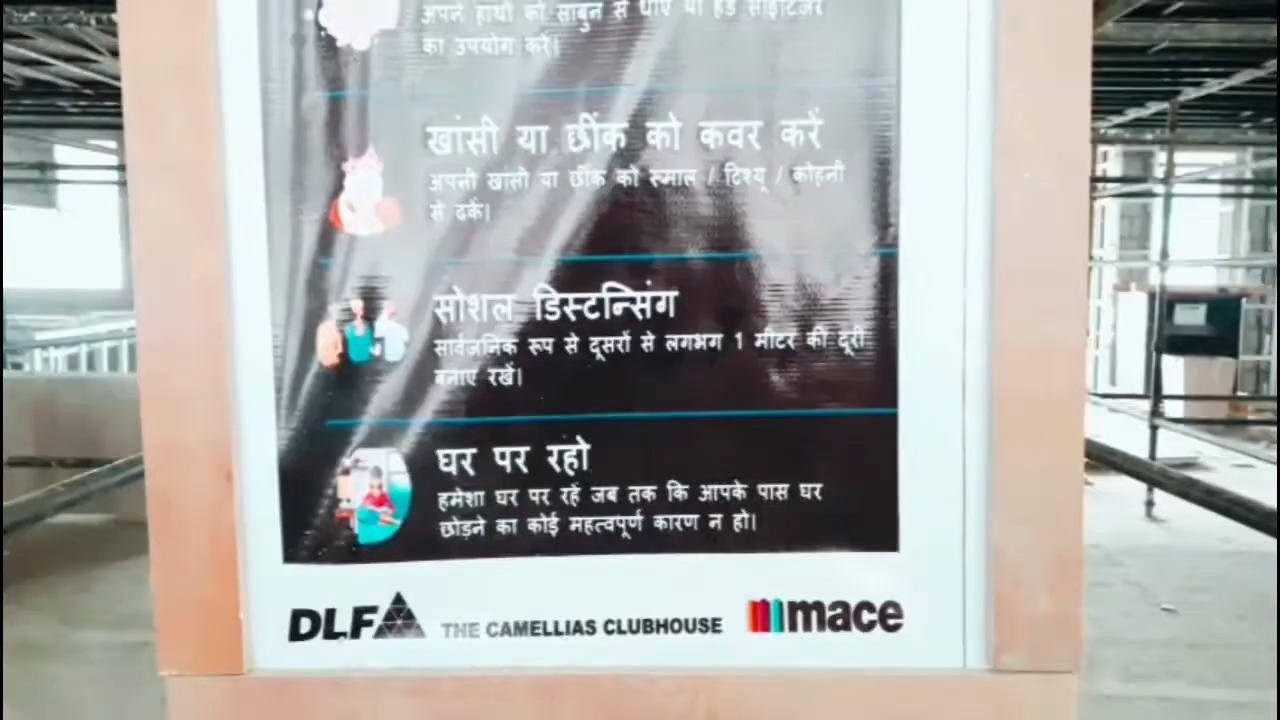 अपने हाथों को साबुन से धोएं या हैंड सेनिटाइजर
का उपयोग करें।
खांसी या छींक को कवर करें
अपनी खांसी या छींक को रूमाल / टिश्यू / कोहनी
से ढकें।
सोशल डिस्टन्सिंग
सार्वजनिक रूप से दूसरों से लगभग 1 मीटर की दूरी
बनाए रखें।
घर पर रहो
हमेशा घर पर रहें जब तक कि आपके पास घर
छोड़ने का कोई महत्वपूर्ण कारण न हो।
DLF THE CAMELLIAS CLUBHOUSE mace